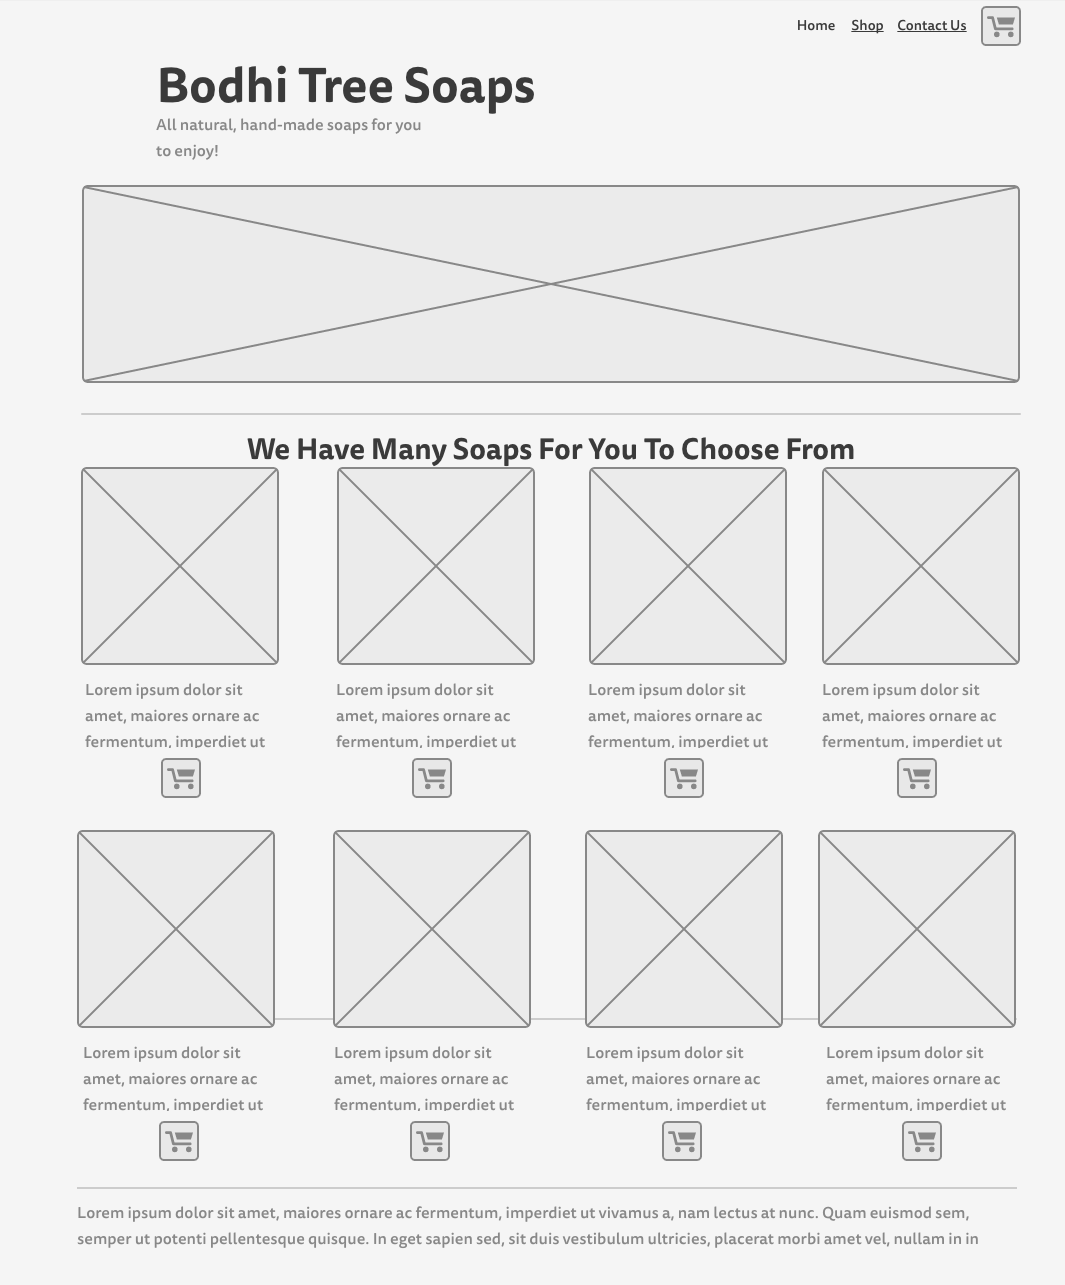 Home Shop Contact Us
Bodhi Tree Soaps
All natural, hand-made soaps for you
to enjoy!
We Have Many Soaps For You To Choose From
Lorem ipsum dolor sit
amet, maiores ornare ac
fermentum, imperdiet ut
Lorem ipsum dolor sit
amet, maiores ornare ac
fermentum, imperdiet ut
Lorem ipsum dolor sit
amet, maiores ornare ac
fermentum, imperdiet ut
Lorem ipsum dolor sit
amet, maiores ornare ac
fermentum, imperdiet ut
Lorem ipsum dolor sit
amet, maiores ornare ac
fermentum, imperdiet ut
Lorem ipsum dolor sit
amet, maiores ornare ac
fermentum, imperdiet ut
Lorem ipsum dolor sit
amet, maiores ornare ac
fermentum, imperdiet ut
Lorem ipsum dolor sit
amet, maiores ornare ac
fermentum, imperdiet ut
Lorem ipsum dolor sit amet, maiores ornare ac fermentum, imperdiet ut vivamus a, nam lectus at nunc. Quam euismod sem,
semper ut potenti pellentesque quisque. In eget sapien sed, sit duis vestibulum ultricies, placerat morbi amet vel, nullam in in